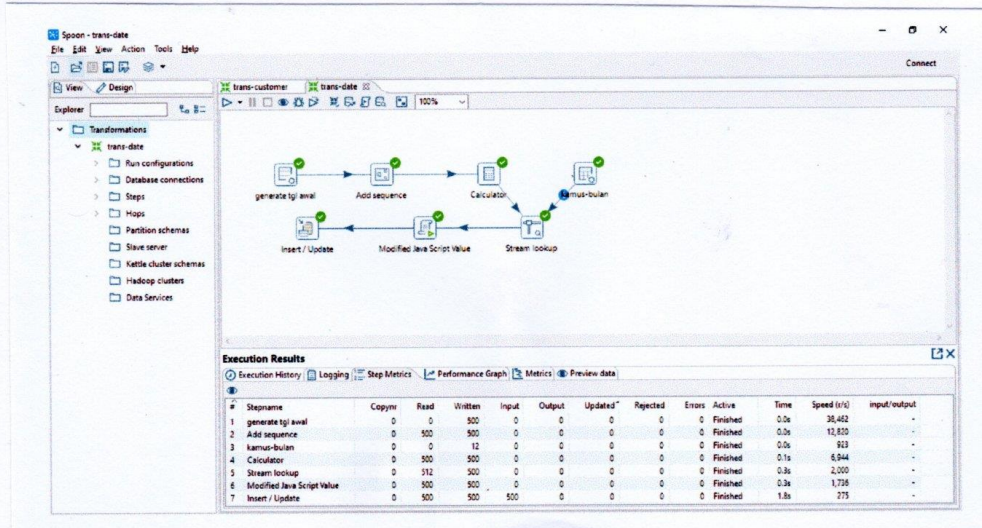 Spoon - trans-date
File Edit View Action Tools Help
Connect
View Design
Explorer
Transformations
trans-date
Run configurations
Database connections
Steps
Hops
Partition schemas
Slave server
Kettle cluster schemas
Hadoop clusters
Data Services
trans-customer trans-date
100%
generate tgl awal Add sequence Calculator kamus-bulan
Insert / Update Modified Java Script Value Stream lookup
Execution Results
Execution History Logging Step Metrics Performance Graph Metrics Preview data
# Stepname Copynr Read Written Input Output Updated Rejected Errors Active Time Speed (r/s) input/output
1 generate tgl awal 0 0 500 0 0 0 0 0 Finished 0.0s 38,462 -
2 Add sequence 0 500 500 0 0 0 0 0 Finished 0.0s 12,820 -
3 kamus-bulan 0 0 12 0 0 0 0 0 Finished 0.0s 923 -
4 Calculator 0 500 500 0 0 0 0 0 Finished 0.1s 6,944 -
5 Stream lookup 0 512 500 0 0 0 0 0 Finished 0.3s 2,000 -
6 Modified Java Script Value 0 500 500 0 0 0 0 0 Finished 0.3s 1,736 -
7 Insert / Update 0 500 500 500 0 0 0 0 Finished 1.8s 275 -